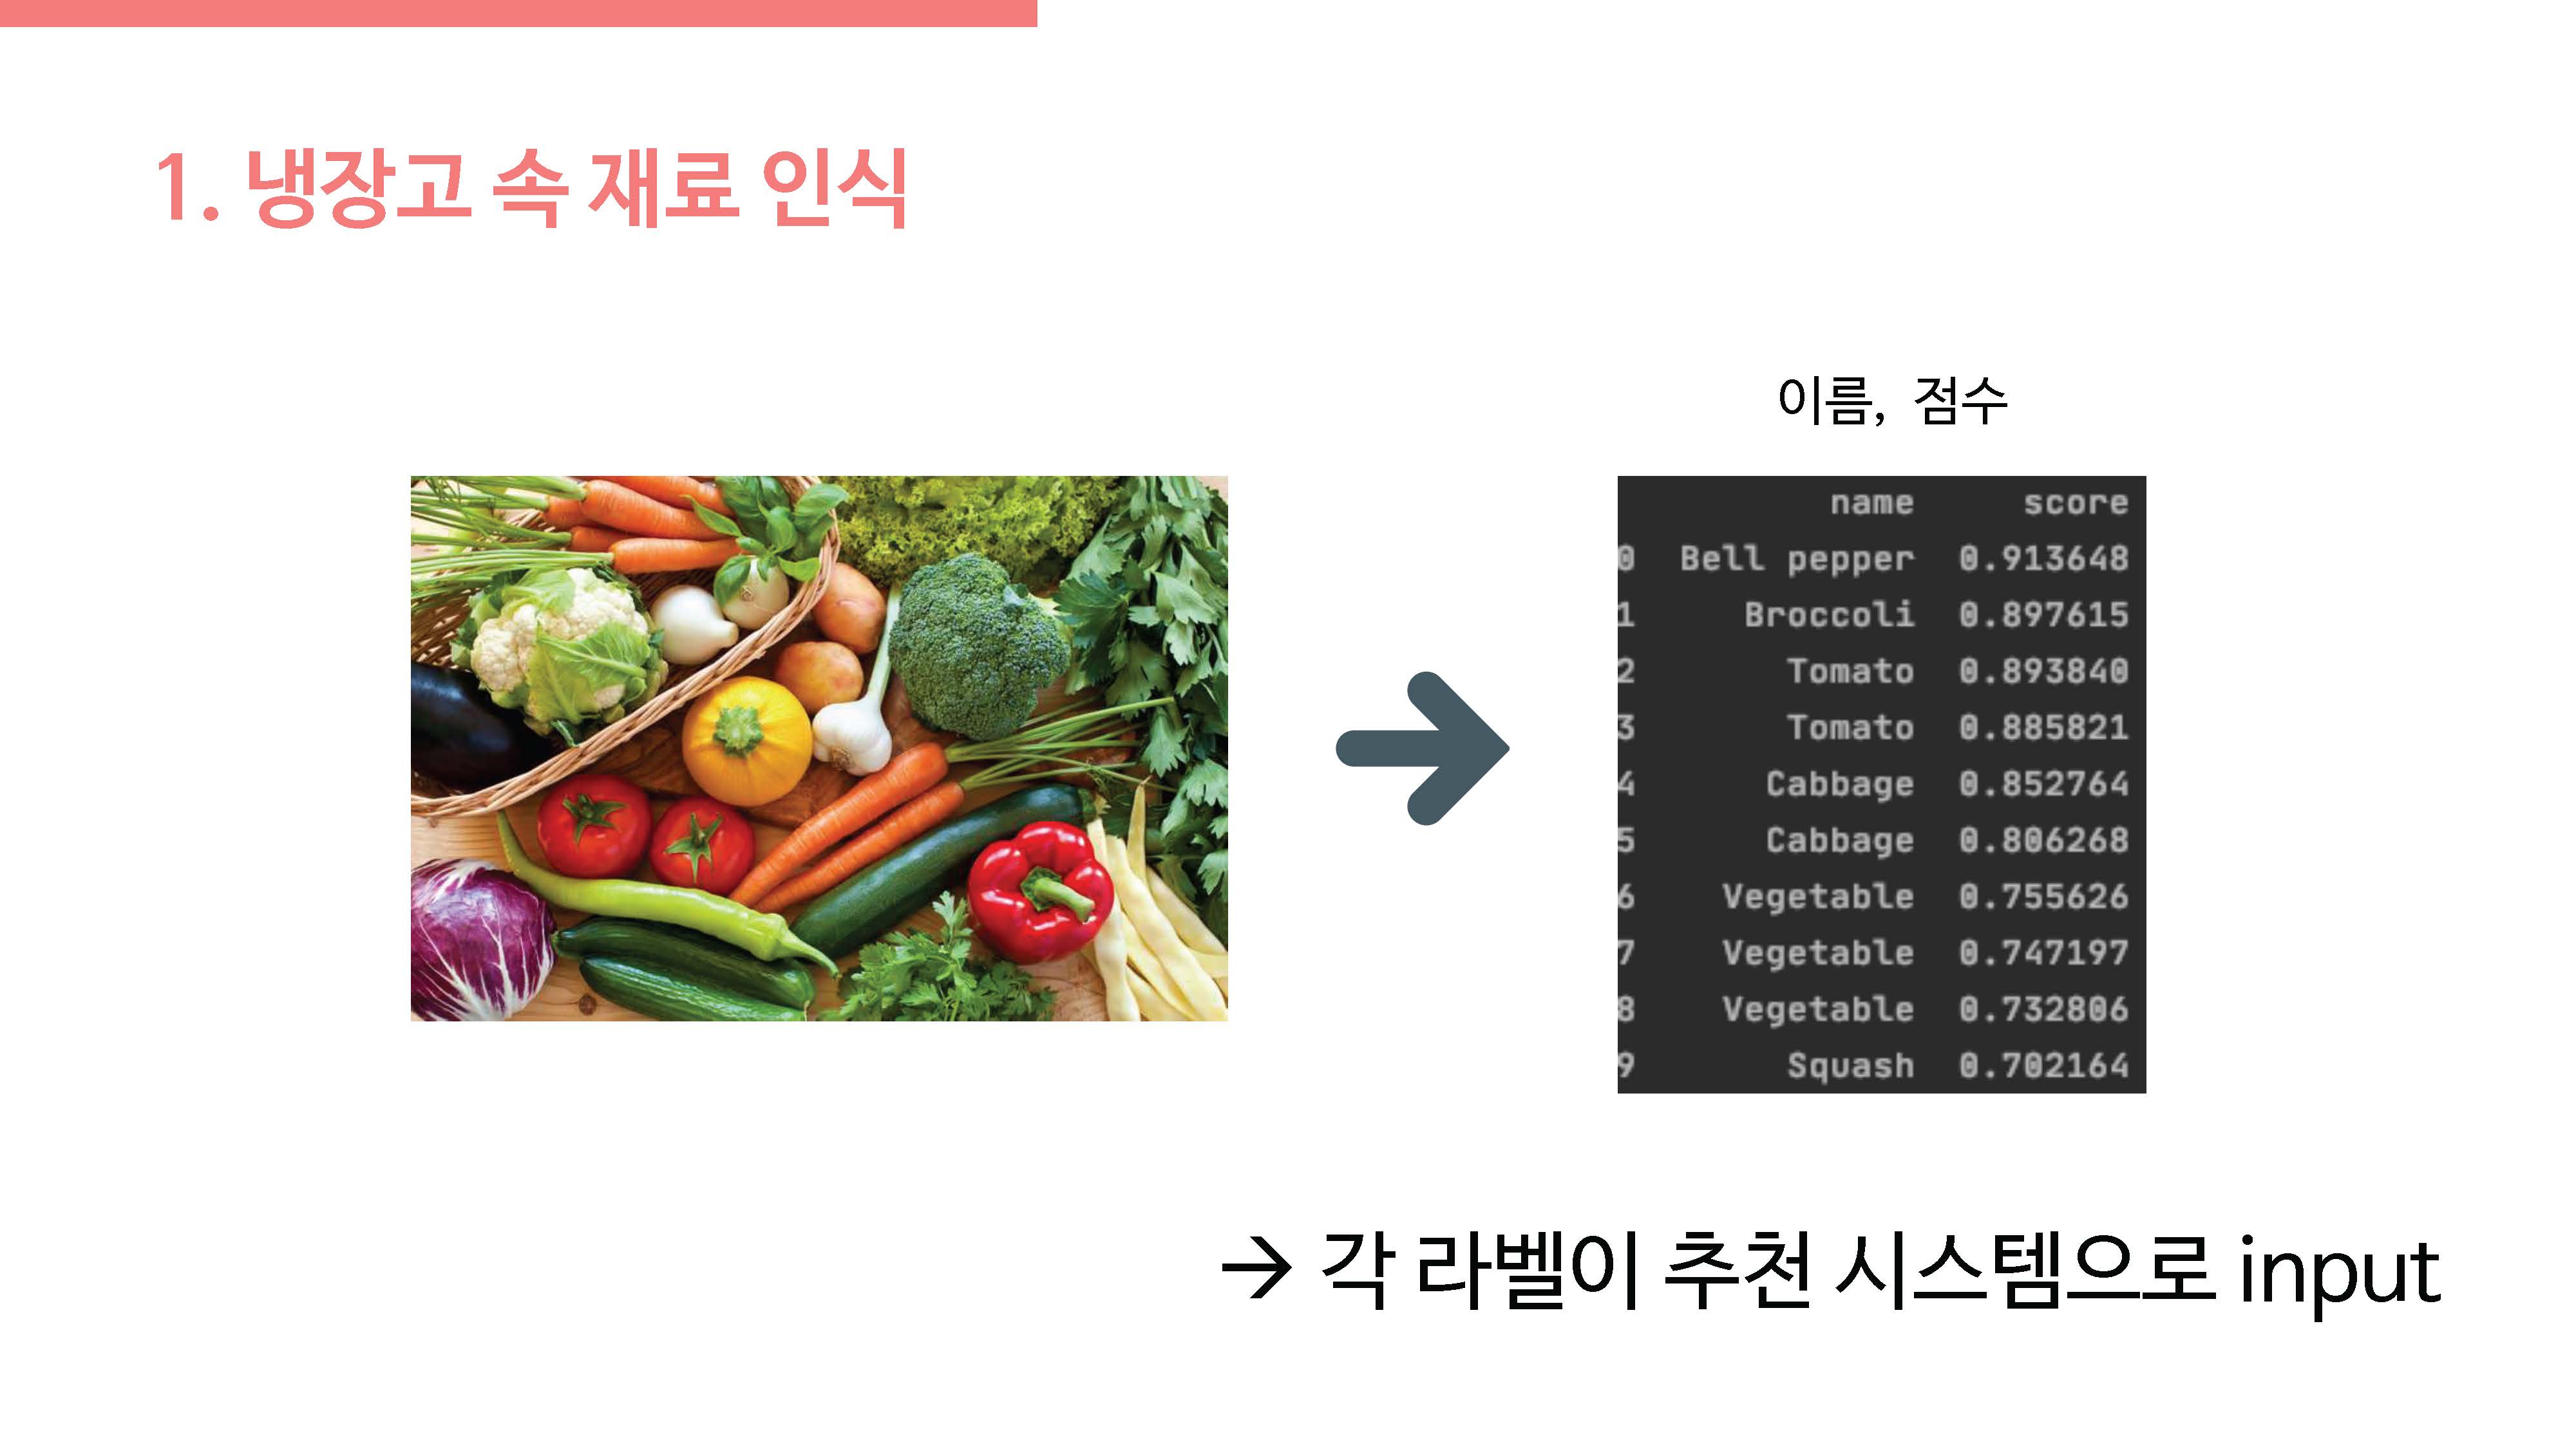 1. 냉장고 속 재료 인식
이름, 점수
name score
0 Bell pepper 0.913648
1 Broccoli 0.897615
2 Tomato 0.893840
3 Tomato 0.885821
4 Cabbage 0.852764
5 Cabbage 0.806268
6 Vegetable 0.755626
7 Vegetable 0.747197
8 Vegetable 0.732806
9 Squash 0.702164
→ 각 라벨이 추천 시스템으로 input